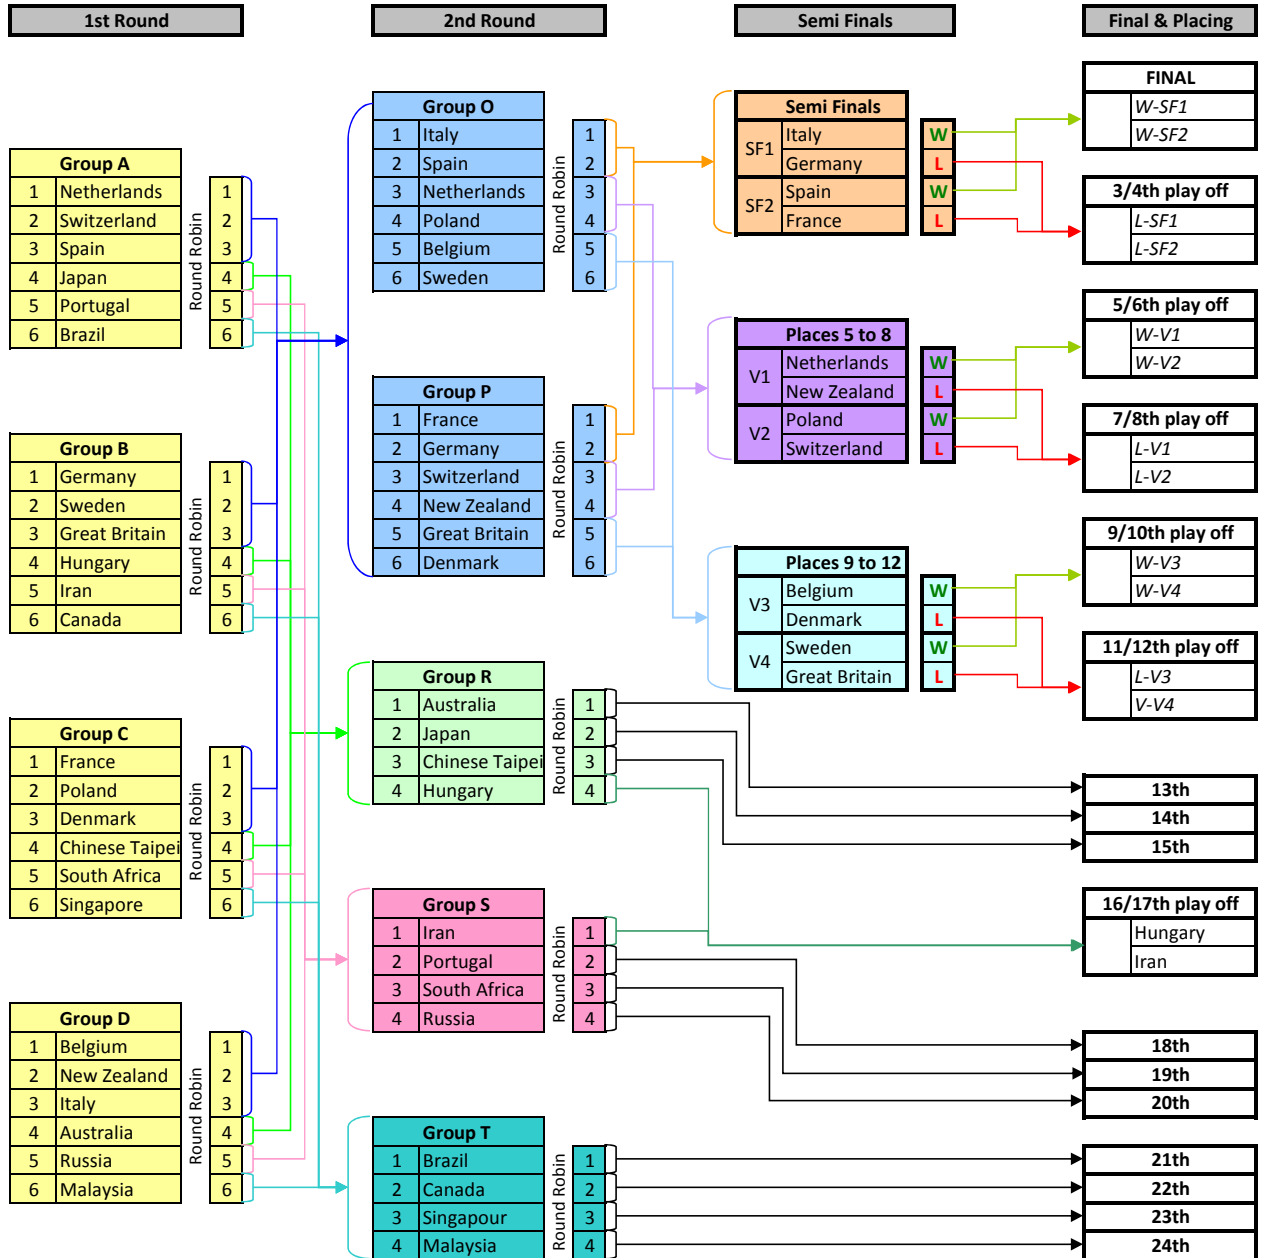 1st Round
2nd Round
Semi Finals
Final & Placing
Group A
1 Netherlands
2 Switzerland
3 Spain
4 Japan
5 Portugal
6 Brazil
Round Robin
1
2
3
4
5
6
Group B
1 Germany
2 Sweden
3 Great Britain
4 Hungary
5 Iran
6 Canada
Round Robin
1
2
3
4
5
6
Group C
1 France
2 Poland
3 Denmark
4 Chinese Taipei
5 South Africa
6 Singapore
Round Robin
1
2
3
4
5
6
Group D
1 Belgium
2 New Zealand
3 Italy
4 Australia
5 Russia
6 Malaysia
Round Robin
1
2
3
4
5
6
Group O
1 Italy
2 Spain
3 Netherlands
4 Poland
5 Belgium
6 Sweden
Round Robin
1
2
3
4
5
6
Group P
1 France
2 Germany
3 Switzerland
4 New Zealand
5 Great Britain
6 Denmark
Round Robin
1
2
3
4
5
6
Group R
1 Australia
2 Japan
3 Chinese Taipei
4 Hungary
Round Robin
1
2
3
4
Group S
1 Iran
2 Portugal
3 South Africa
4 Russia
Round Robin
1
2
3
4
Group T
1 Brazil
2 Canada
3 Singapour
4 Malaysia
Round Robin
1
2
3
4
Semi Finals
SF1
Italy W
Germany L
SF2
Spain W
France L
Places 5 to 8
V1
Netherlands W
New Zealand L
V2
Poland W
Switzerland L
Places 9 to 12
V3
Belgium W
Denmark L
V4
Sweden W
Great Britain L
FINAL
W-SF1
W-SF2
3/4th play off
L-SF1
L-SF2
5/6th play off
W-V1
W-V2
7/8th play off
L-V1
L-V2
9/10th play off
W-V3
W-V4
11/12th play off
L-V3
V-V4
13th
14th
15th
16/17th play off
Hungary
Iran
18th
19th
20th
21th
22th
23th
24th